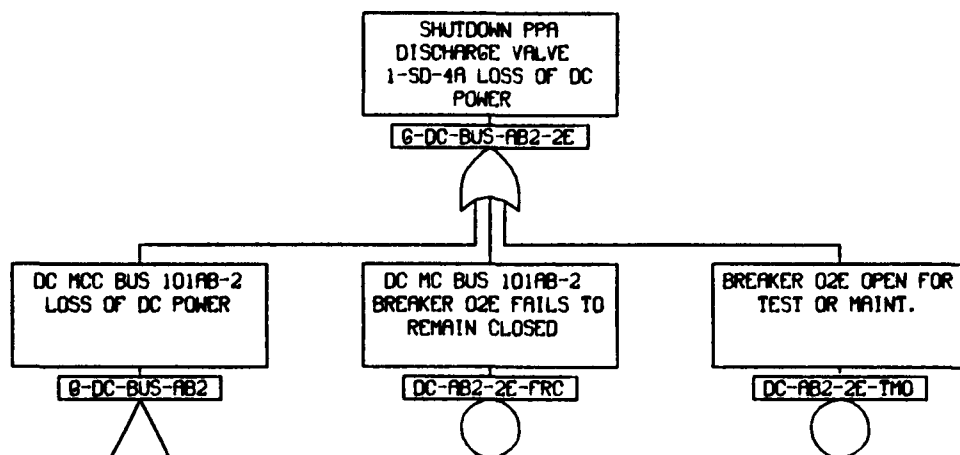 SHUTDOWN PPA
DISCHARGE VALVE
1-SD-4A LOSS OF DC
POWER
G-DC-BUS-AB2-2E
DC MCC BUS 101AB-2
LOSS OF DC POWER
G-DC-BUS-AB2
DC MC BUS 101AB-2
BREAKER 02E FAILS TO
REMAIN CLOSED
DC-AB2-2E-FRC
BREAKER 02E OPEN FOR
TEST OR MAINT.
DC-AB2-2E-TMO